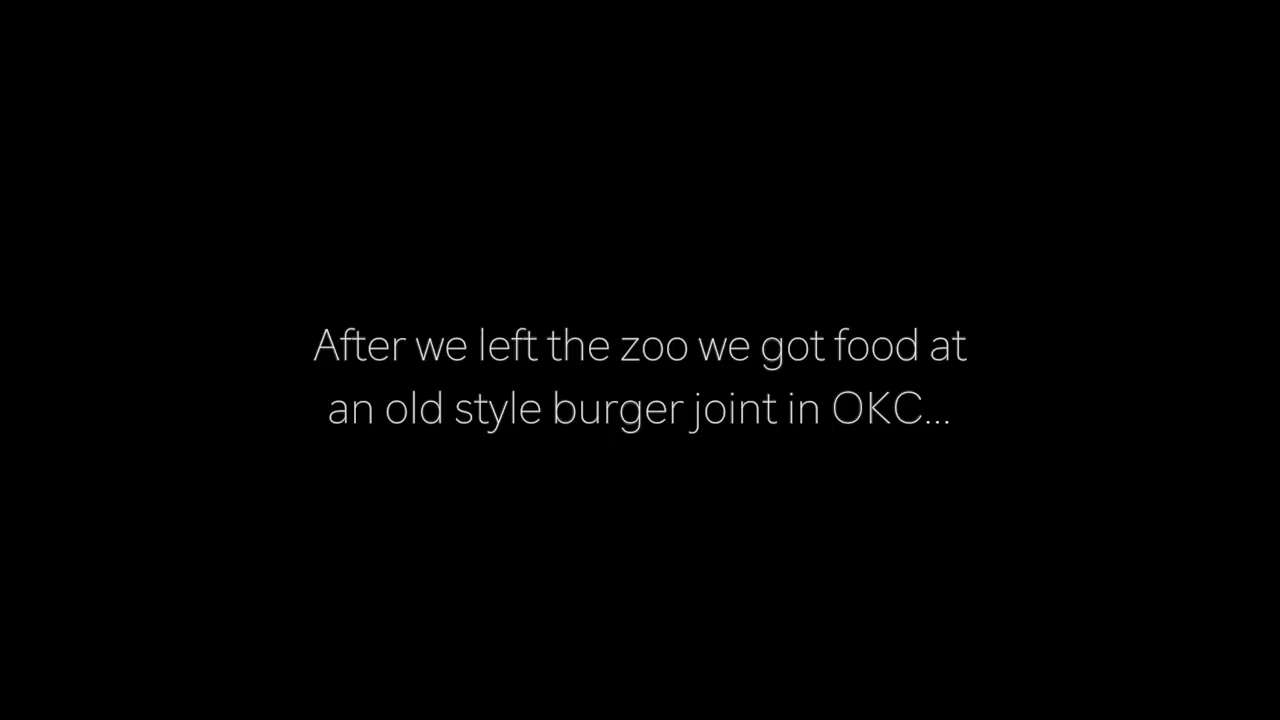 After we left the zoo we got food at
an old style burger joint in OKC...